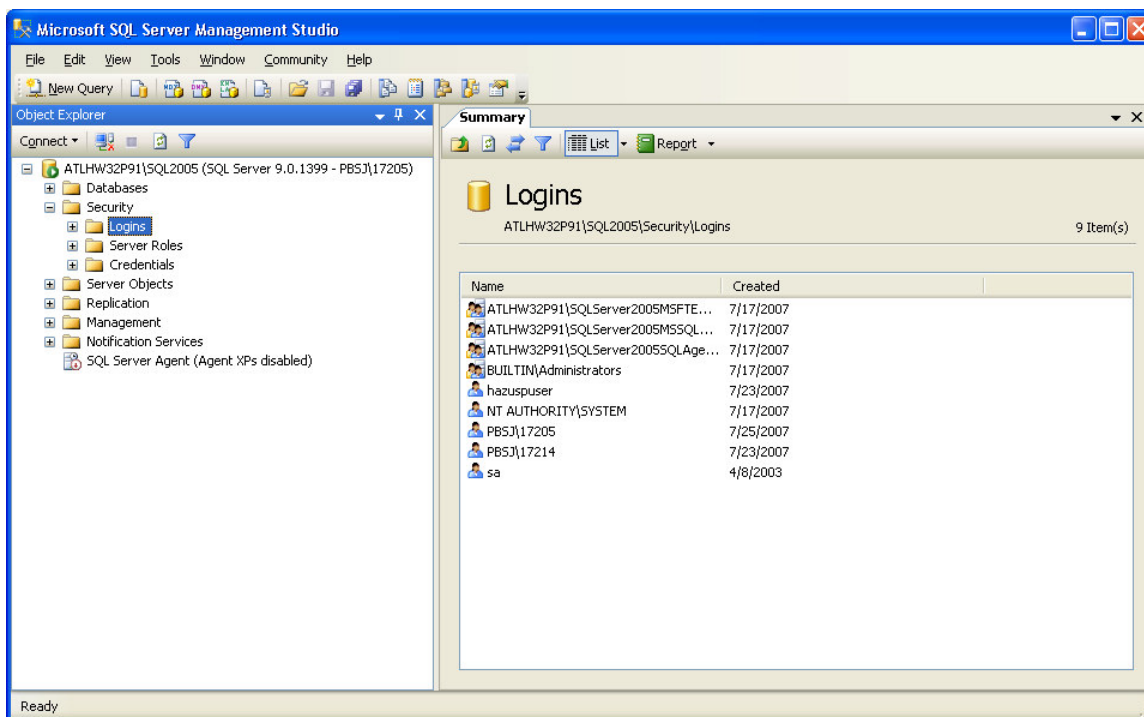 Microsoft SQL Server Management Studio
File Edit View Tools Window Community Help
New Query
Object Explorer
Connect
ATLHW32P91\SQL2005 (SQL Server 9.0.1399 - PBSJ\17205)
Databases
Security
Logins
Server Roles
Credentials
Server Objects
Replication
Management
Notification Services
SQL Server Agent (Agent XPs disabled)
Summary
List Report
Logins
ATLHW32P91\SQL2005\Security\Logins 9 Item(s)
Name Created
ATLHW32P91\SQLServer2005MSFTE... 7/17/2007
ATLHW32P91\SQLServer2005MSSQL... 7/17/2007
ATLHW32P91\SQLServer2005SQLAge... 7/17/2007
BUILTIN\Administrators 7/17/2007
hazuspuser 7/23/2007
NT AUTHORITY\SYSTEM 7/17/2007
PBSJ\17205 7/25/2007
PBSJ\17214 7/23/2007
sa 4/8/2003
Ready